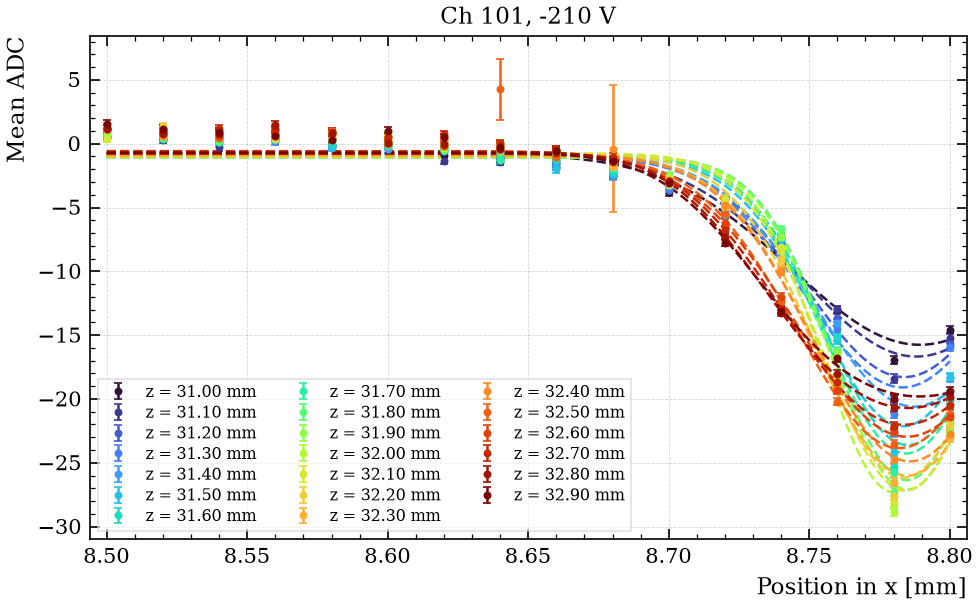 Ch 101, -210 V
Mean ADC
5
0
−5
−10
−15
−20
−25
−30
z = 31.00 mm
z = 31.10 mm
z = 31.20 mm
z = 31.30 mm
z = 31.40 mm
z = 31.50 mm
z = 31.60 mm
z = 31.70 mm
z = 31.80 mm
z = 31.90 mm
z = 32.00 mm
z = 32.10 mm
z = 32.20 mm
z = 32.30 mm
z = 32.40 mm
z = 32.50 mm
z = 32.60 mm
z = 32.70 mm
z = 32.80 mm
z = 32.90 mm
8.50 8.55 8.60 8.65 8.70 8.75 8.80
Position in x [mm]